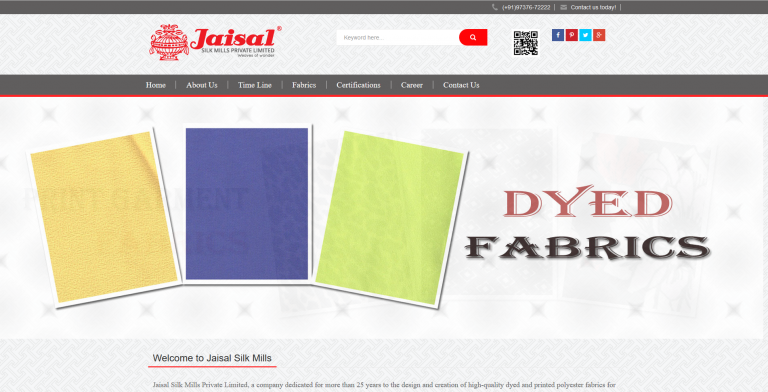 (+91)97376-72222 | Contact us today! |
Jaisal®
SILK MILLS PRIVATE LIMITED
weaves of wonder
Keyword here..
Home | About Us | Time Line | Fabrics | Certifications | Career | Contact Us
DYED
FABRICS
Welcome to Jaisal Silk Mills
Jaisal Silk Mills Private Limited, a company dedicated for more than 25 years to the design and creation of high-quality dyed and printed polyester fabrics for